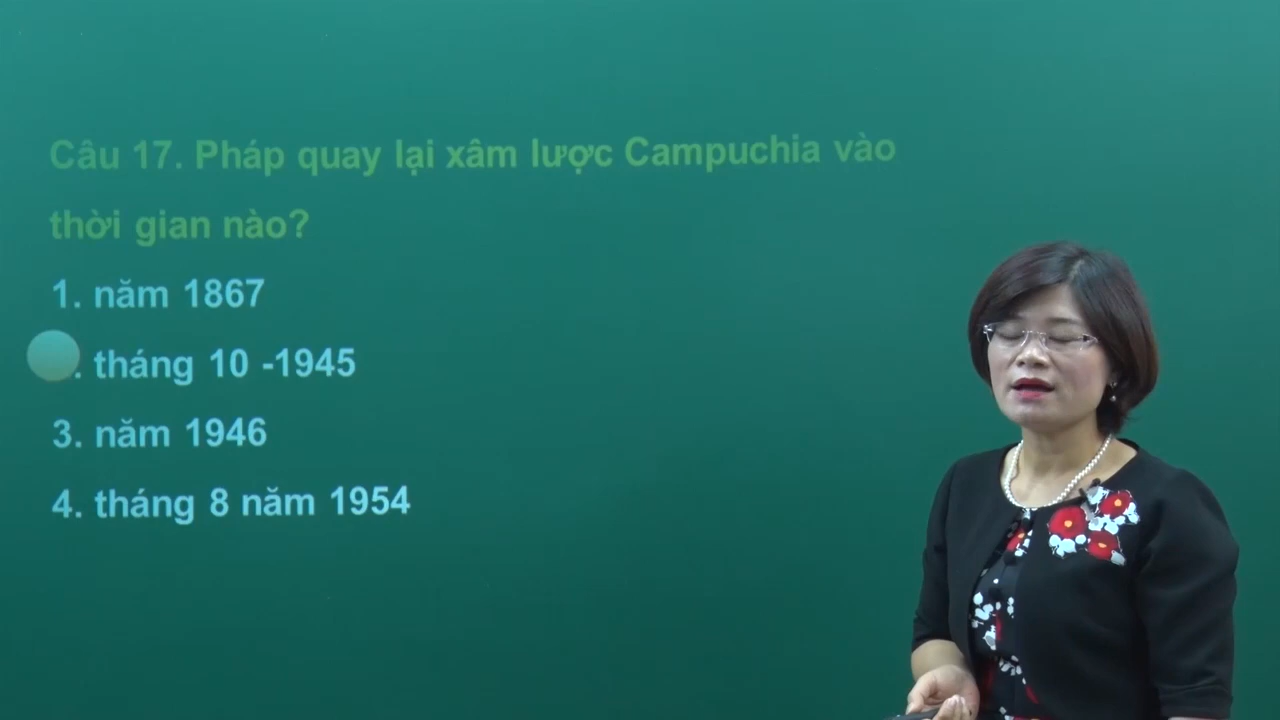 Câu 17. Pháp quay lại xâm lược Campuchia vào
thời gian nào?
1. năm 1867
. tháng 10 -1945
3. năm 1946
4. tháng 8 năm 1954